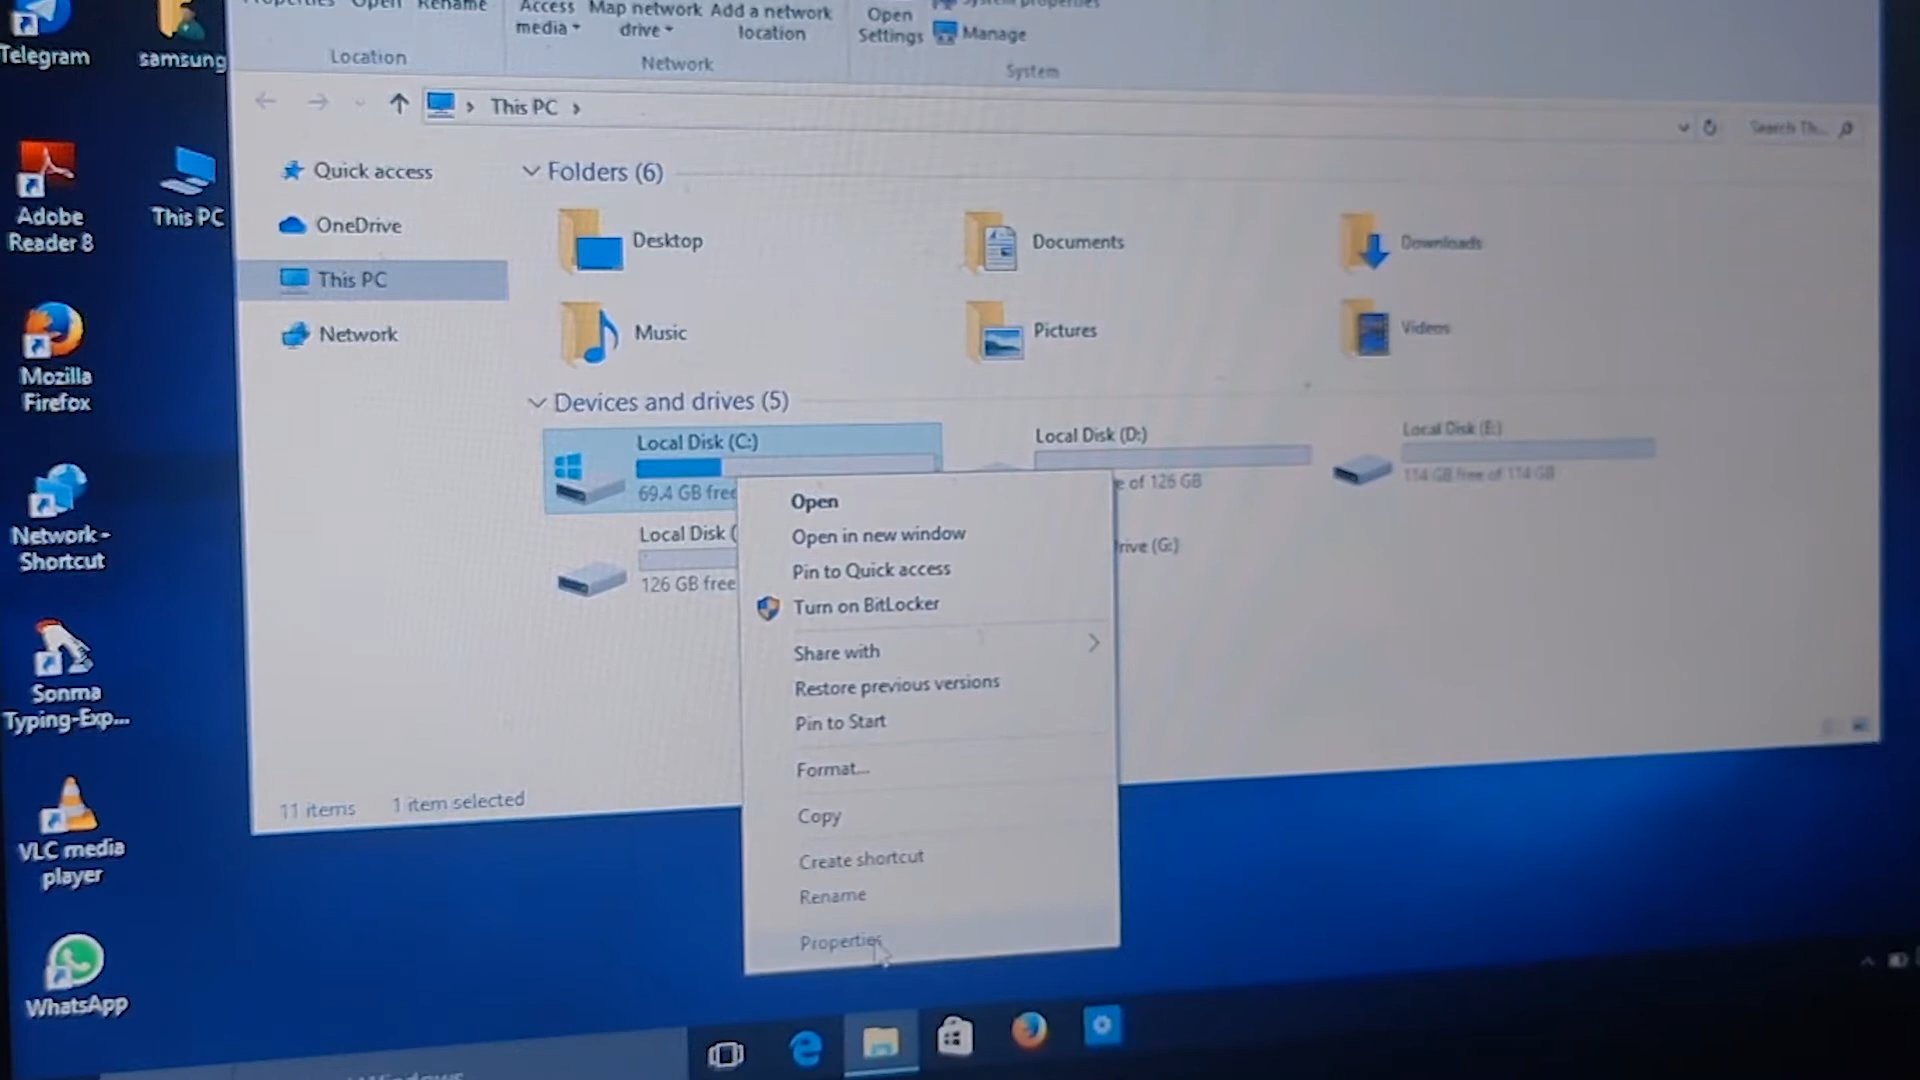 Properties Open Rename
Access
media
Map network
drive
Add a network
location
Open
Settings
System properties
Manage
Location
Network
System
This PC
Search Th...
Quick access
OneDrive
This PC
Network
Folders (6)
Desktop
Documents
Downloads
Music
Pictures
Videos
Devices and drives (5)
Local Disk (C:)
69.4 GB free
Local Disk (D:)
e of 126 GB
Local Disk (E:)
114 GB free of 114 GB
Local Disk (
126 GB free
rive (G:)
Open
Open in new window
Pin to Quick access
Turn on BitLocker
Share with
Restore previous versions
Pin to Start
Format...
Copy
Create shortcut
Rename
Properties
11 items 1 item selected
Telegram
samsung
Adobe
Reader 8
This PC
Mozilla
Firefox
Network -
Shortcut
Sonma
Typing-Exp...
VLC media
player
WhatsApp